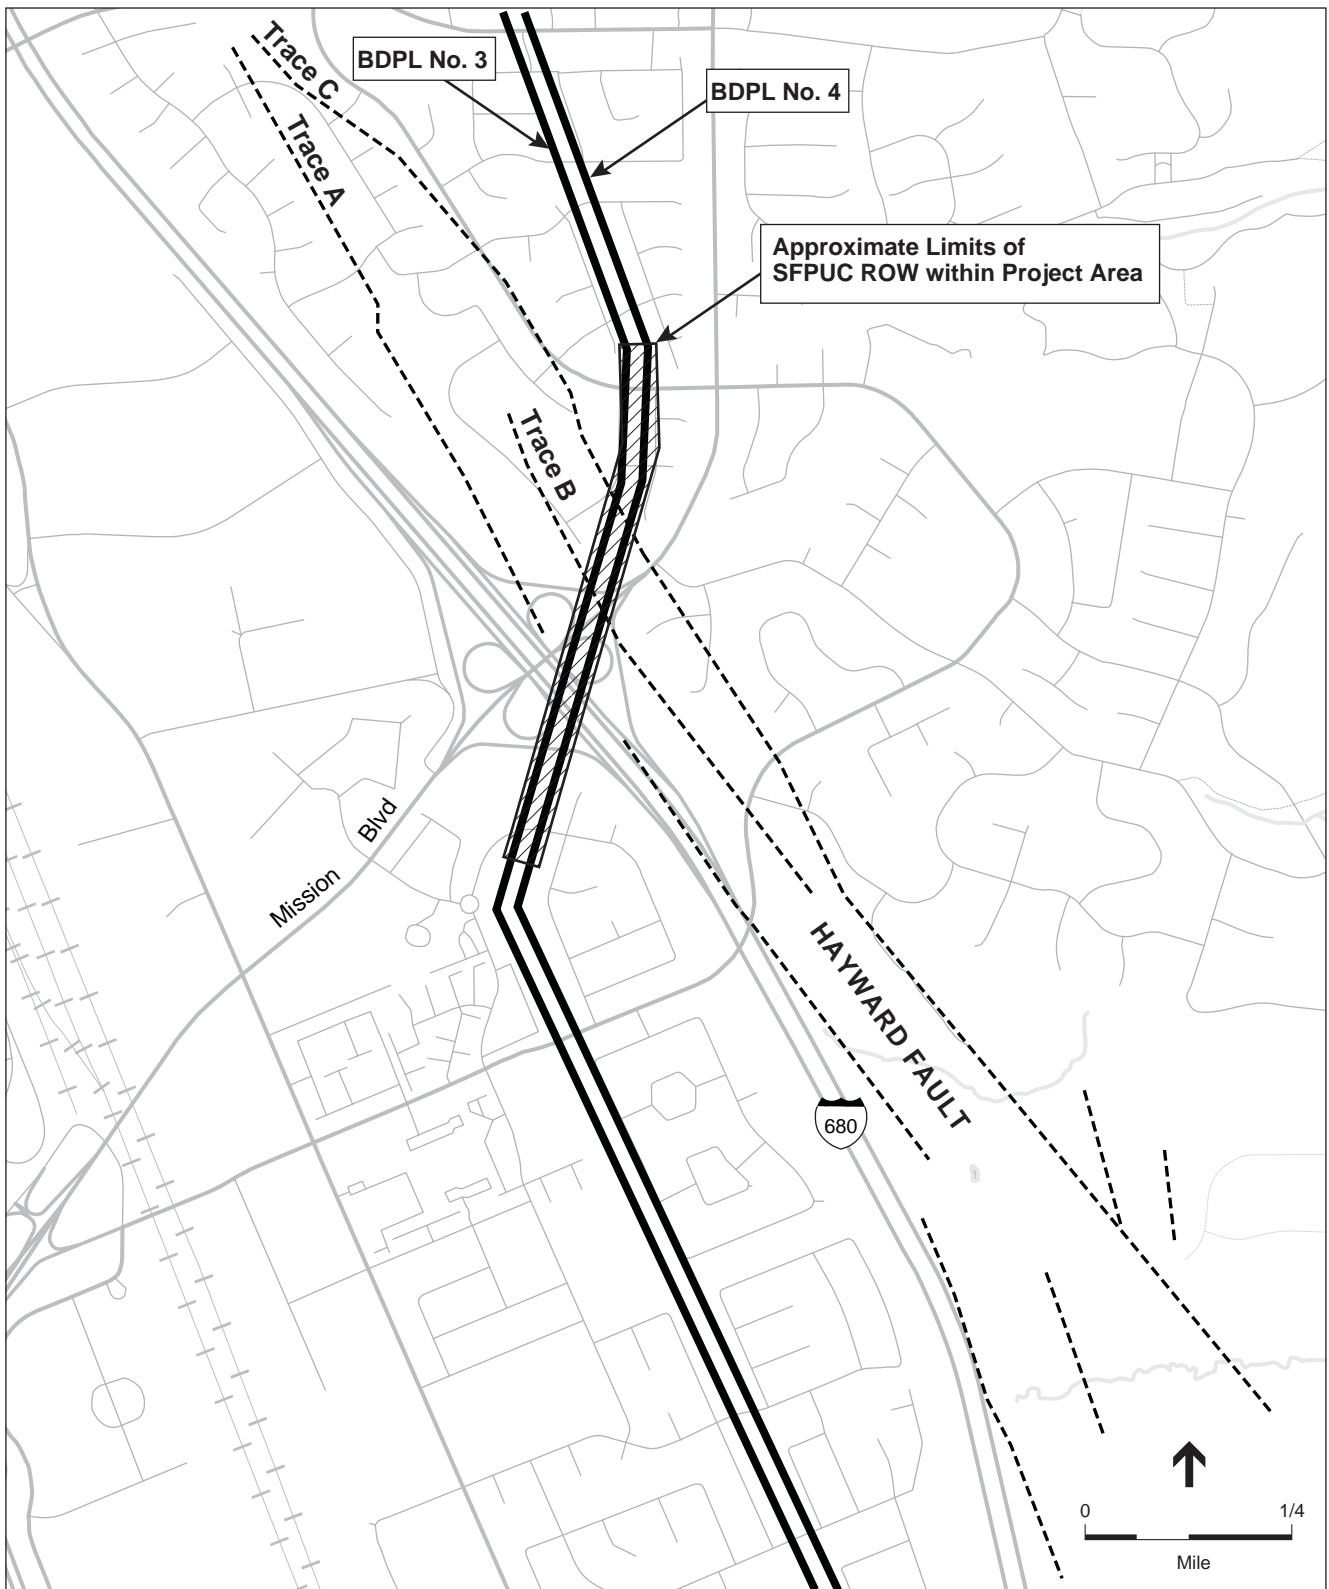 Trace C
BDPL No. 3
BDPL No. 4
Trace A
Approximate Limits of
SFPUC ROW within Project Area
Trace B
Mission Blvd
HAYWARD FAULT
680
0 1/4
Mile